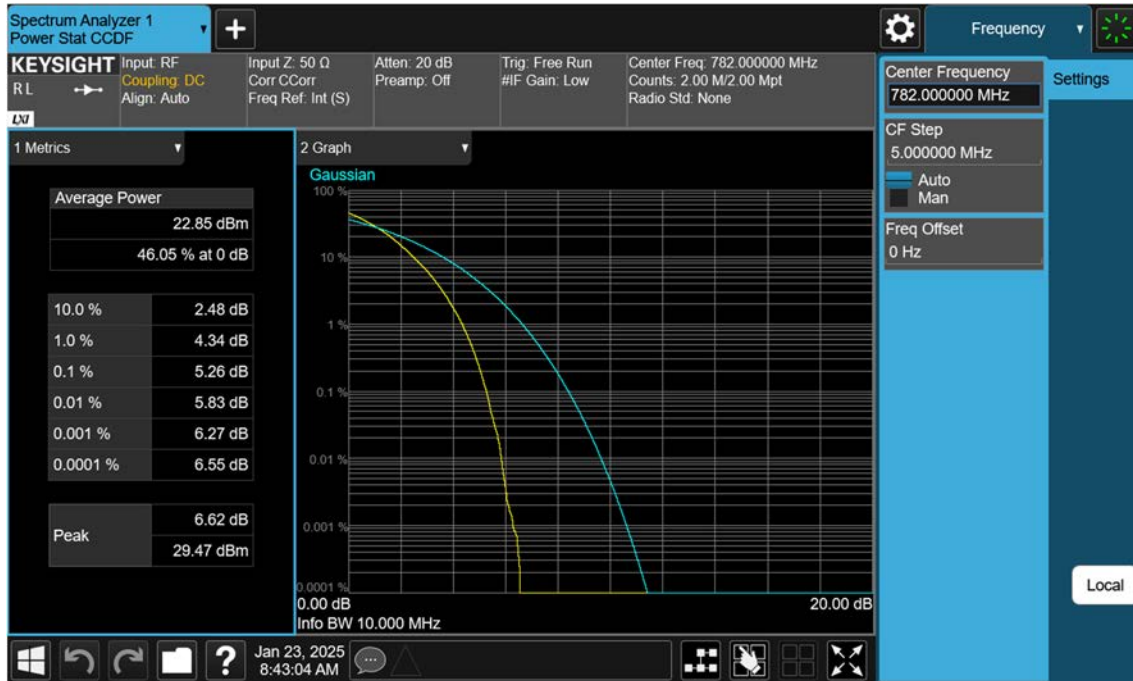 Spectrum Analyzer 1
Power Stat CCDF
+
Frequency
KEYSIGHT
RL
LXI
Input: RF
Coupling: DC
Align: Auto
Input Z: 50 Ω
Corr CCorr
Freq Ref: Int (S)
Atten: 20 dB
Preamp: Off
Trig: Free Run
#IF Gain: Low
Center Freq: 782.000000 MHz
Counts: 2.00 M/2.00 Mpt
Radio Std: None
1 Metrics
Average Power
22.85 dBm
46.05 % at 0 dB
10.0 % 2.48 dB
1.0 % 4.34 dB
0.1 % 5.26 dB
0.01 % 5.83 dB
0.001 % 6.27 dB
0.0001 % 6.55 dB
Peak
6.62 dB
29.47 dBm
2 Graph
Gaussian
100 %
10 %
1 %
0.1 %
0.01 %
0.001 %
0.0001 %
0.00 dB 20.00 dB
Info BW 10.000 MHz
Center Frequency
782.000000 MHz
CF Step
5.000000 MHz
Auto
Man
Freq Offset
0 Hz
Settings
Local
?
Jan 23, 2025
8:43:04 AM